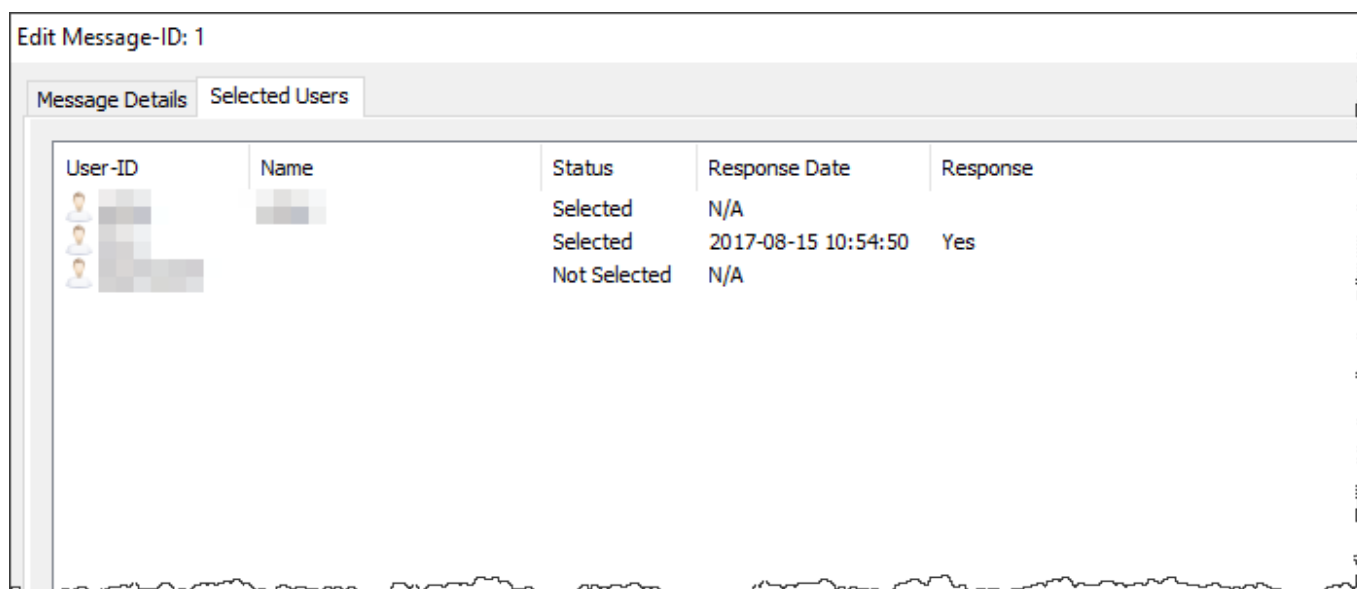 Edit Message-ID: 1
Message Details Selected Users
User-ID Name Status Response Date Response
Selected N/A
Selected 2017-08-15 10:54:50 Yes
Not Selected N/A